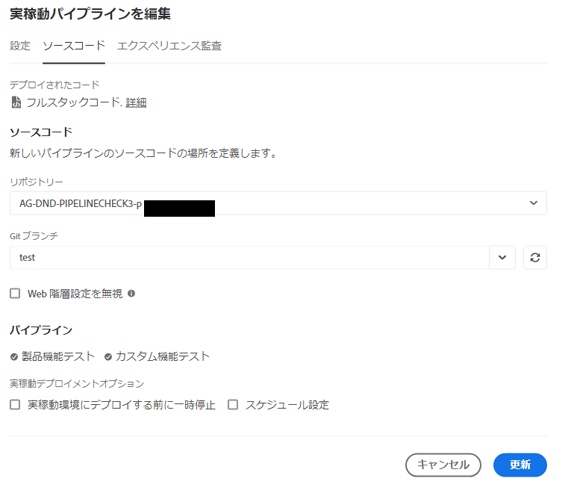 実稼動パイプラインを編集
設定 ソースコード エクスペリエンス監査
デプロイされたコード
フルスタックコード. 詳細
ソースコード
新しいパイプラインのソースコードの場所を定義します。
リポジトリー
AG-DND-PIPELINECHECK3-p
Git ブランチ
test
Web 階層設定を無視
パイプライン
製品機能テスト カスタム機能テスト
実稼動デプロイメントオプション
実稼動環境にデプロイする前に一時停止 スケジュール設定
キャンセル 更新